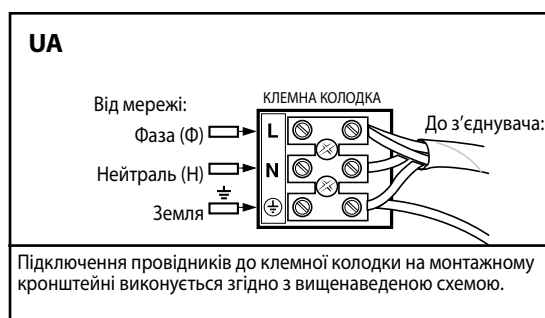 UA
КЛЕМНА КОЛОДКА
Від мережі:
Фаза (Ф)
L
До з’єднувача:
Нейтраль (Н)
N
Земля
Підключення провідників до клемної колодки на монтажному
кронштейні виконується згідно з вищенаведеною схемою.